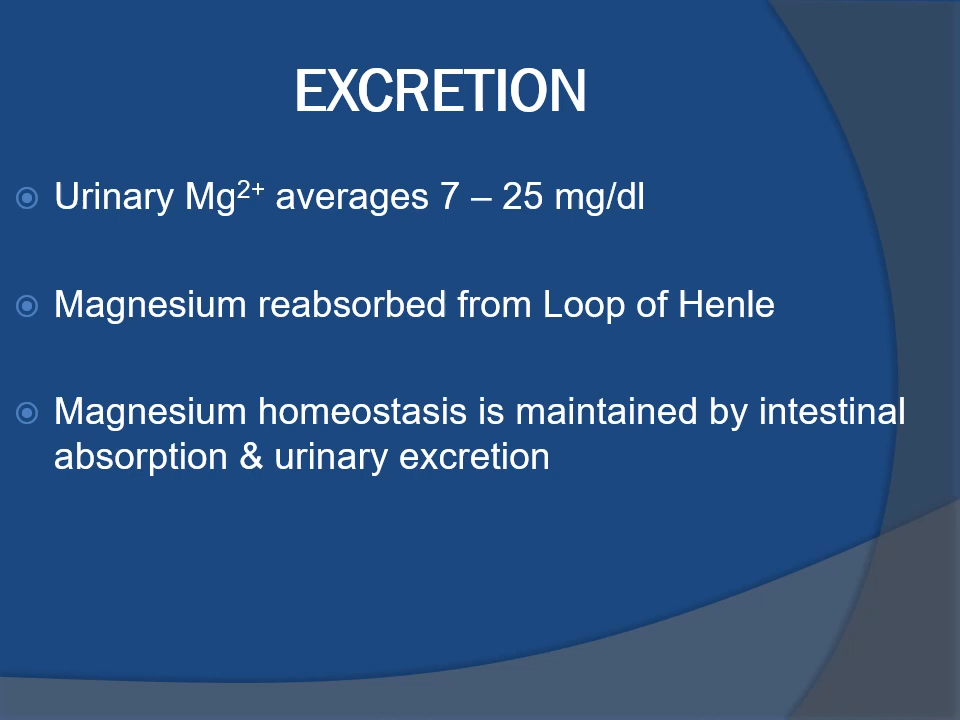 EXCRETION
Urinary Mg²⁺ averages 7 – 25 mg/dl
Magnesium reabsorbed from Loop of Henle
Magnesium homeostasis is maintained by intestinal
absorption & urinary excretion